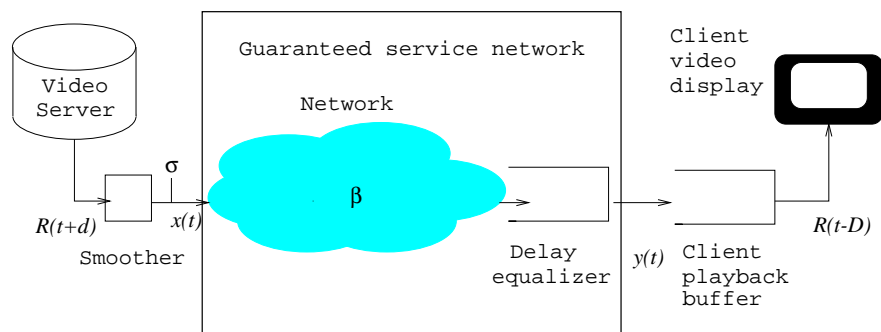 Guaranteed service network
Client
video
display
Video
Server
Network
σ
β
R(t+d)
x(t)
Smoother
Delay
equalizer
y(t)
Client
playback
buffer
R(t-D)